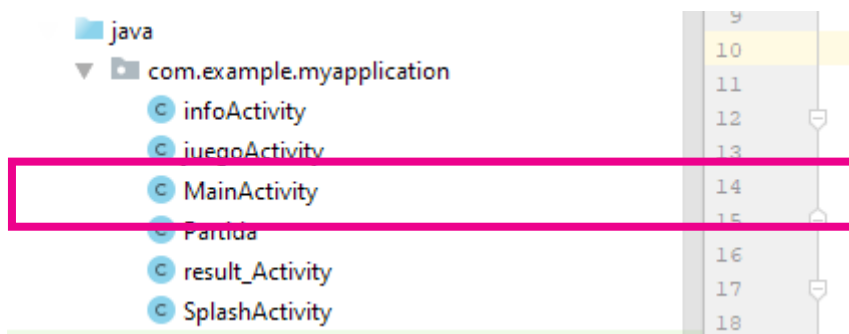 java
com.example.myapplication
C infoActivity
C juegoActivity
C MainActivity
C Partida
C result_Activity
C SplashActivity
9
10
11
12
13
14
15
16
17
18